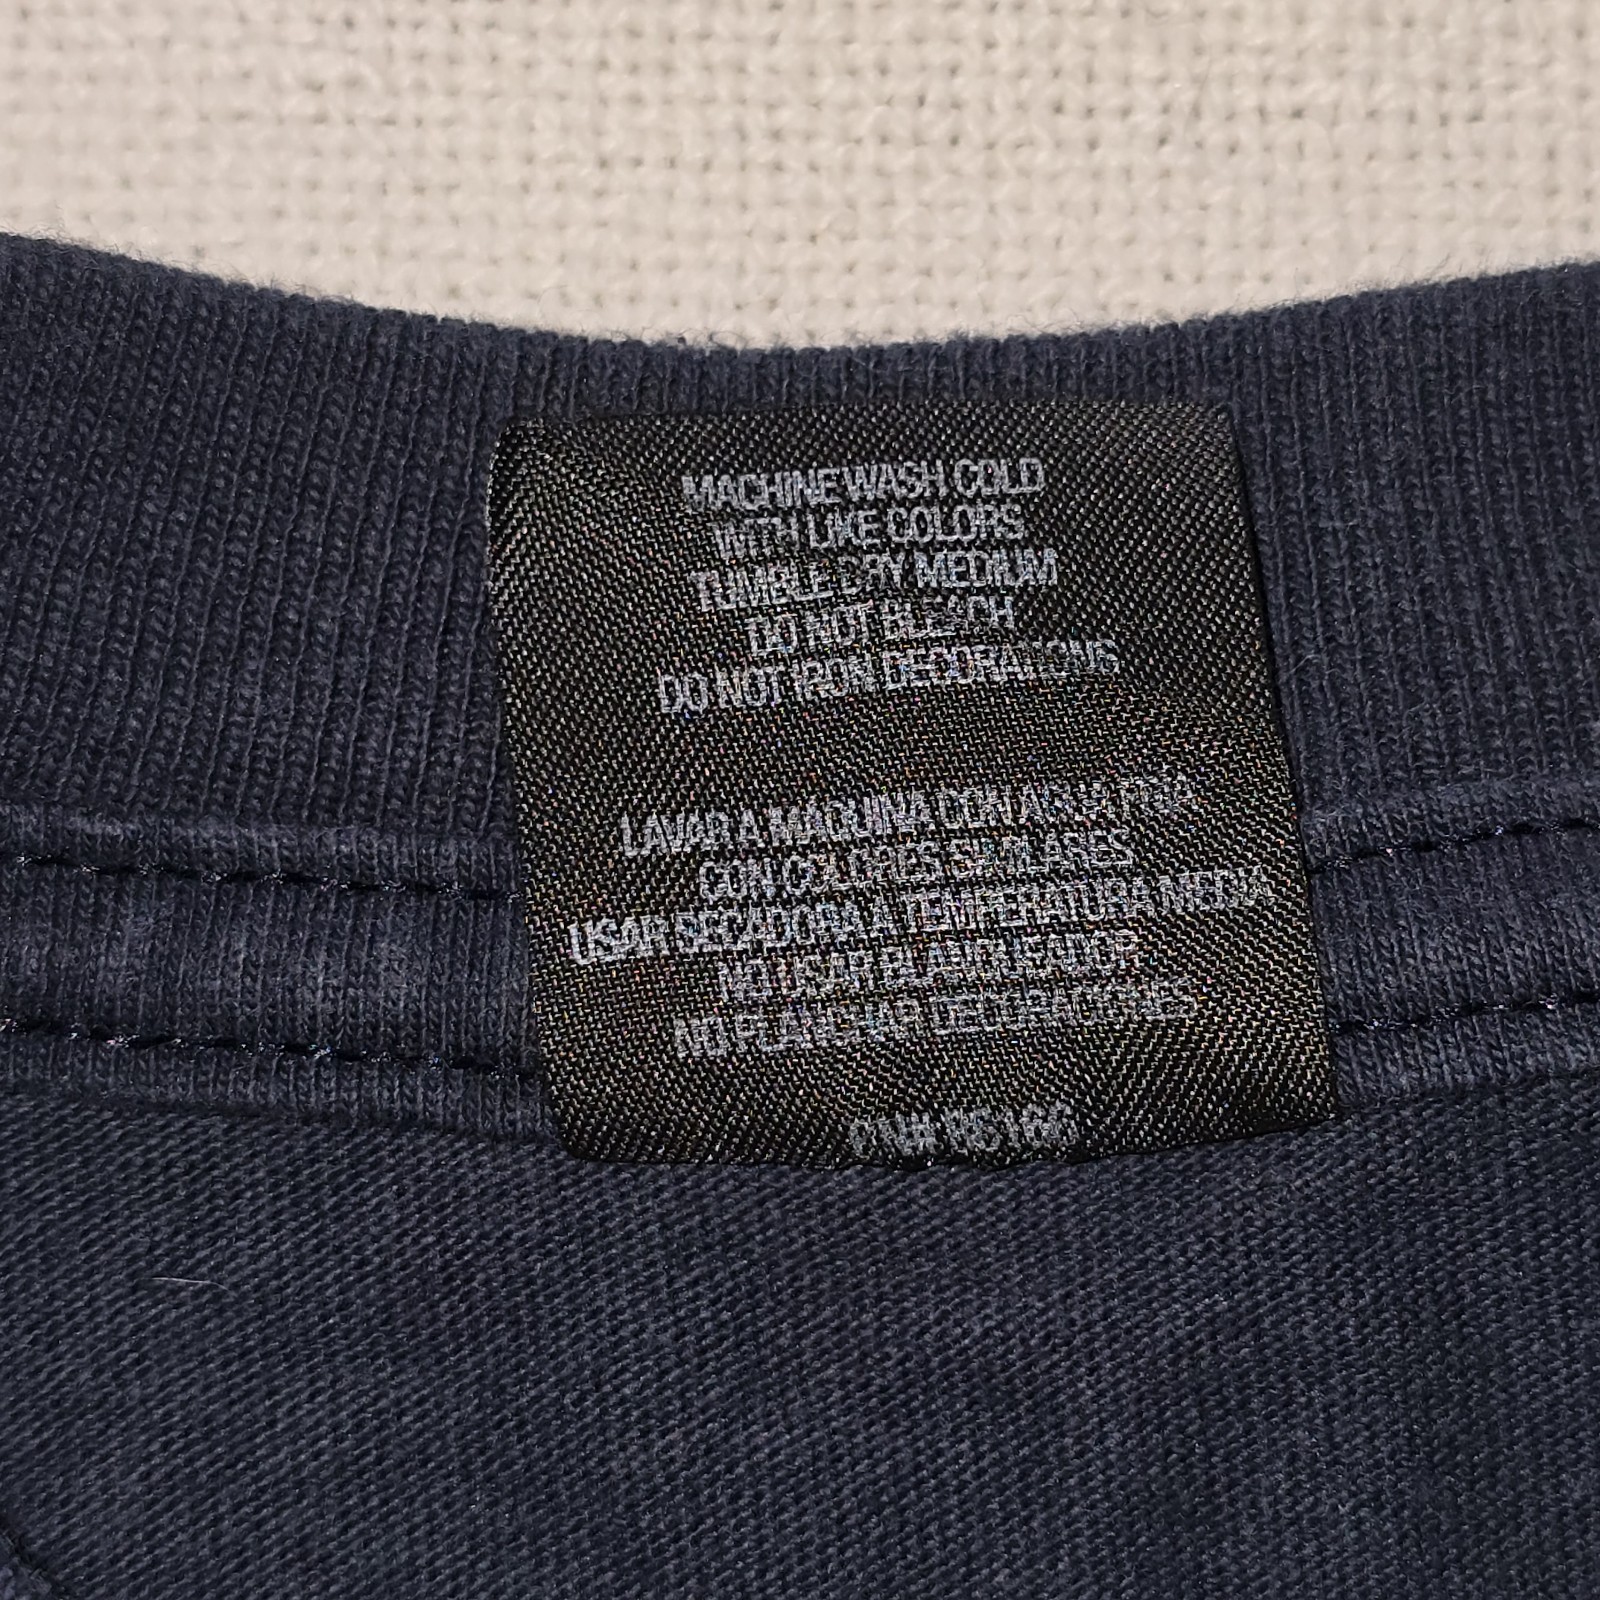 MACHINE WASH COLD
WITH LIKE COLORS
TUMBLE DRY MEDIUM
DO NOT BLEACH
DO NOT IRON DECORATIONS
LAVAR A MAQUINA CON AGUA FRIA
CON COLORES SIMILARES
USAR SECADORA A TEMPERATURA MEDIA
NO USAR BLANQUEADOR
NO PLANCHAR DECORACIONES